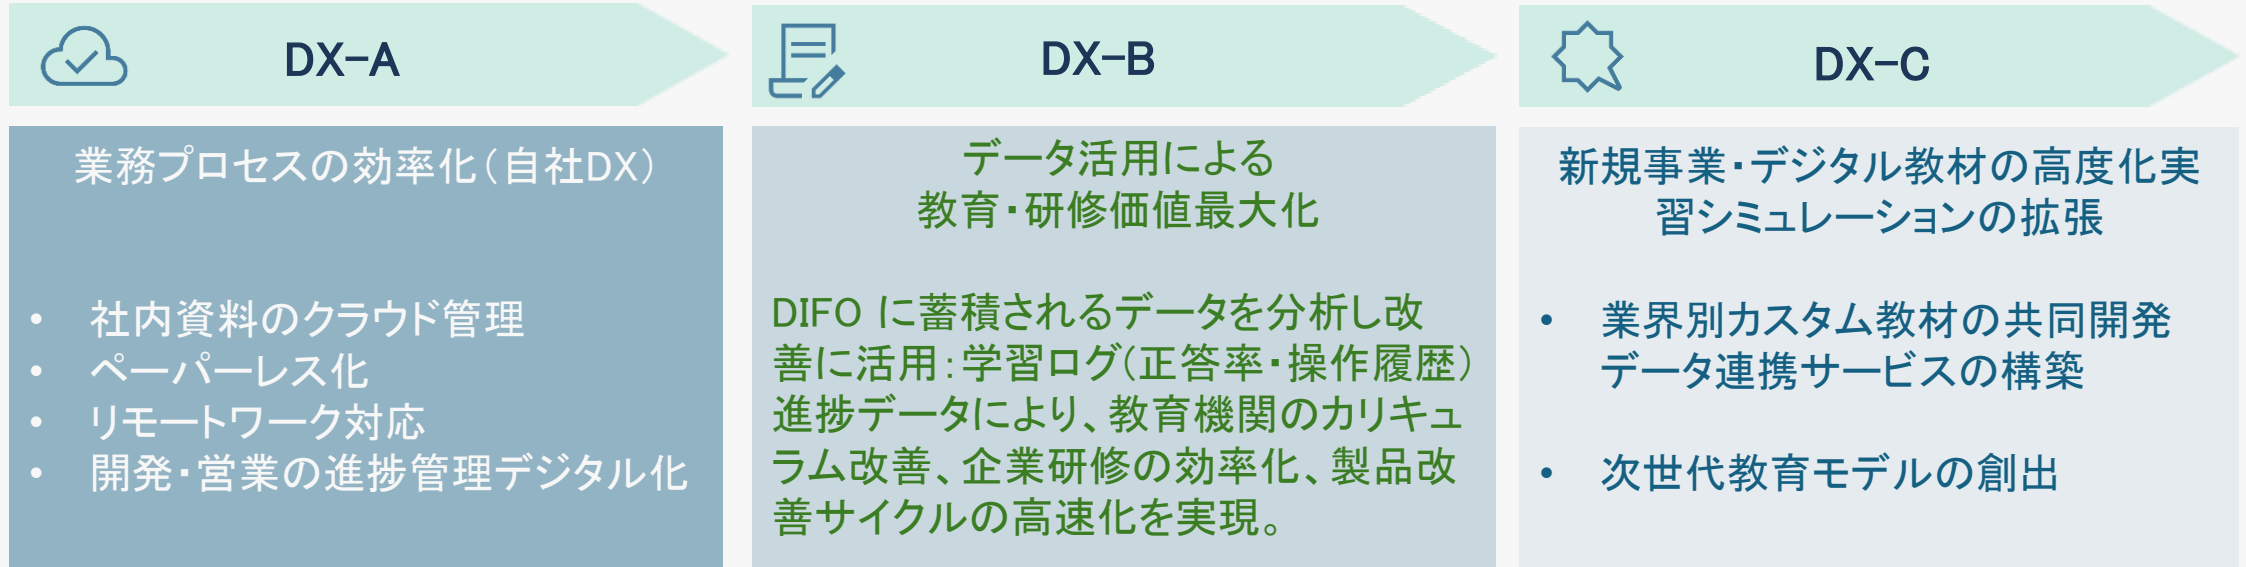 DX-A
業務プロセスの効率化（自社DX）
• 社内資料のクラウド管理
• ペーパーレス化
• リモートワーク対応
• 開発・営業の進捗管理デジタル化
DX-B
データ活用による
教育・研修価値最大化
DIFO に蓄積されるデータを分析し改
善に活用：学習ログ(正答率・操作履歴)
進捗データにより、教育機関のカリキュ
ラム改善、企業研修の効率化、製品改
善サイクルの高速化を実現。
DX-C
新規事業・デジタル教材の高度化実
習シミュレーションの拡張
• 業界別カスタム教材の共同開発
データ連携サービスの構築
• 次世代教育モデルの創出